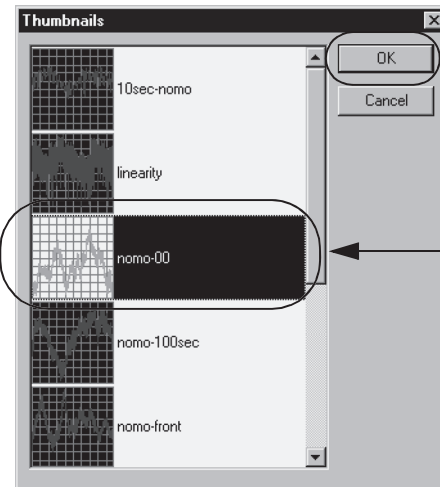 Thumbnails
OK
Cancel
10sec-nomo
linearity
nomo-00
nomo-100sec
nomo-front